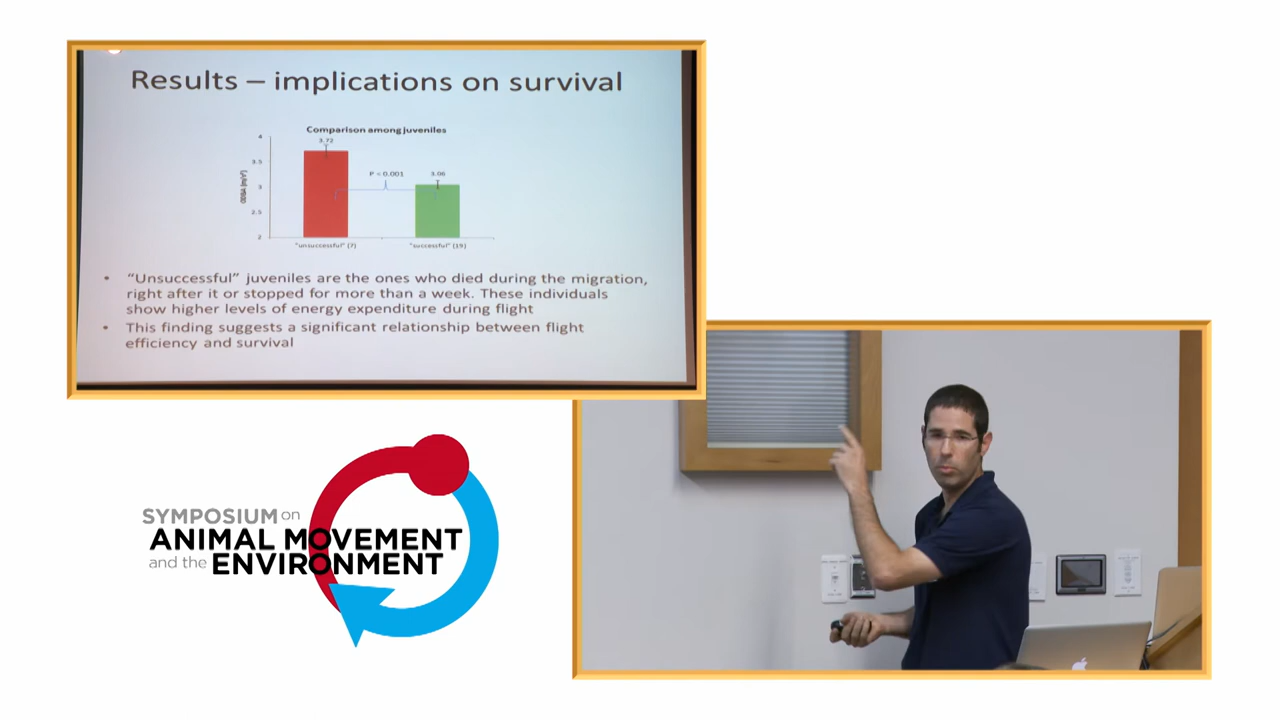 Results – implications on survival
Comparison among juveniles
4
3.72
3.5
P < 0.001
3.06
3
2.5
2
"unsuccessful" (7)
"successful" (19)
• "Unsuccessful" juveniles are the ones who died during the migration,
right after it or stopped for more than a week. These individuals
show higher levels of energy expenditure during flight
• This finding suggests a significant relationship between flight
efficiency and survival
SYMPOSIUM on
ANIMAL MOVEMENT
and the ENVIRONMENT